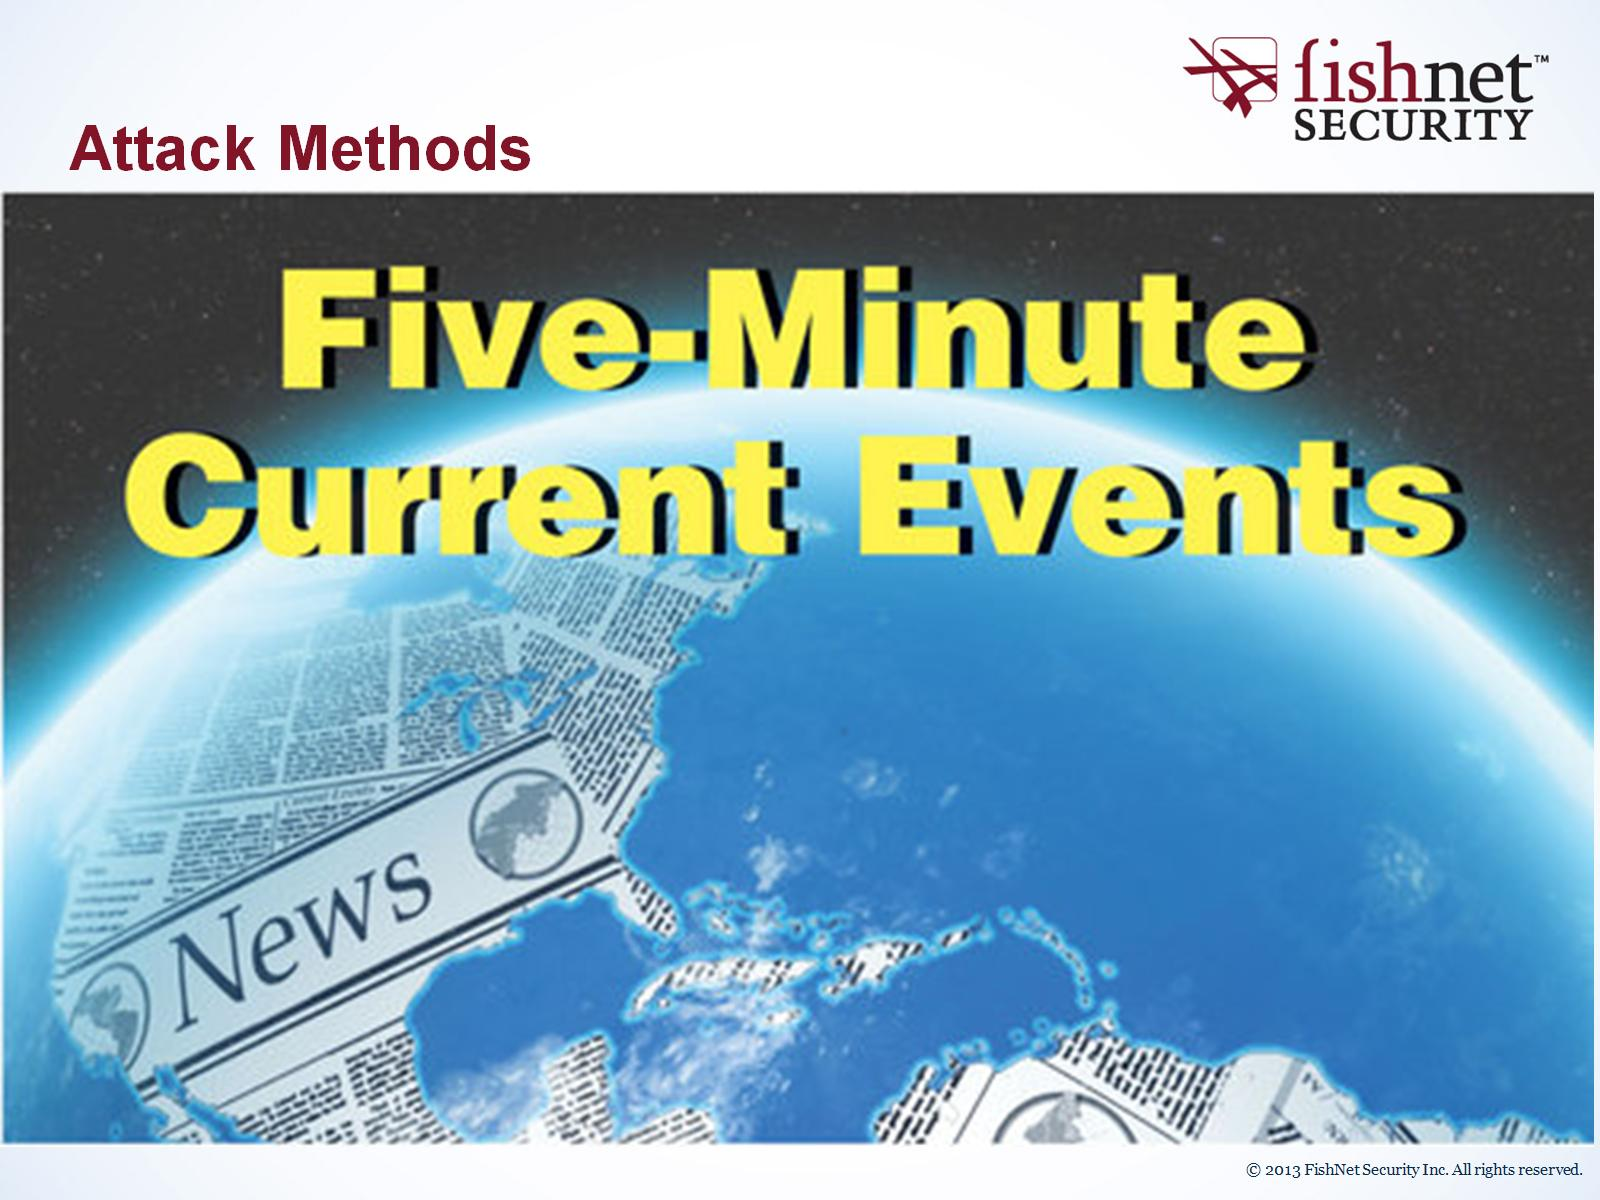 fishnet™
SECURITY
Attack Methods
Five-Minute
Current Events
News
© 2013 FishNet Security Inc. All rights reserved.